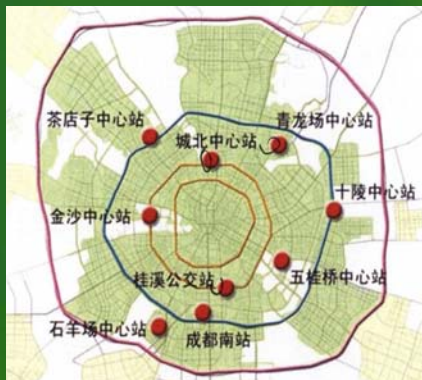 茶店子中心站
城北中心站
青龙场中心站
金沙中心站
十陵中心站
桂溪公交站
五桂桥中心站
石羊场中心站
成都南站